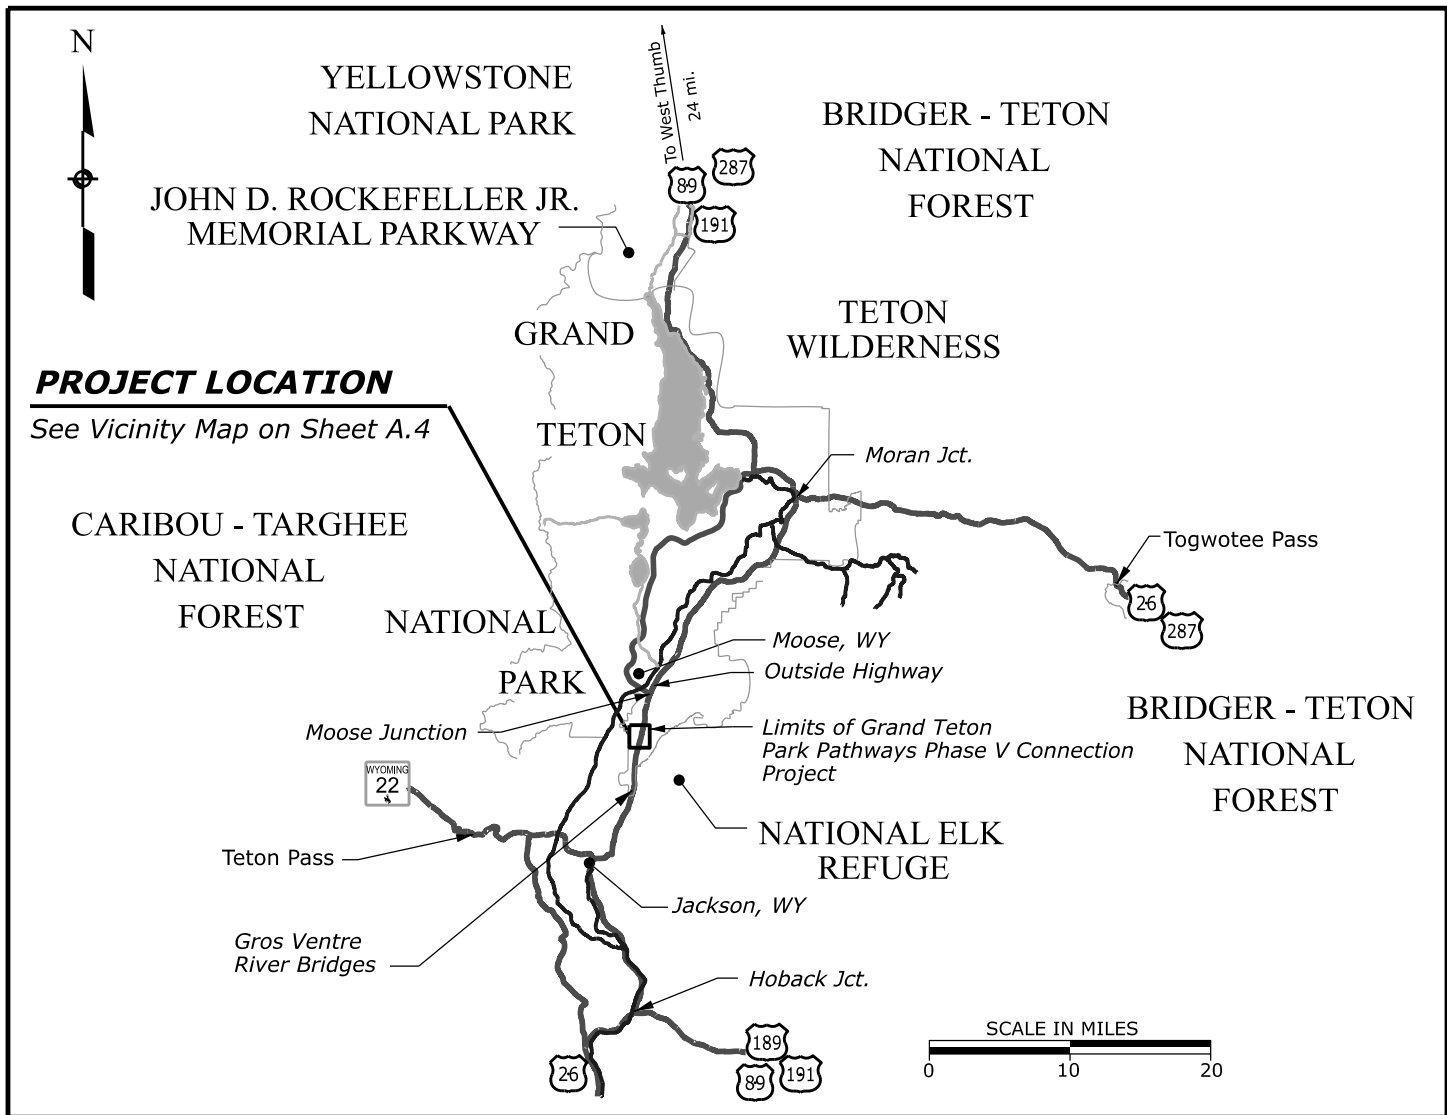 N
YELLOWSTONE
NATIONAL PARK
To West Thumb
24 mi.
BRIDGER - TETON
NATIONAL
FOREST
287
89
191
JOHN D. ROCKEFELLER JR.
MEMORIAL PARKWAY
GRAND
TETON
WILDERNESS
PROJECT LOCATION
See Vicinity Map on Sheet A.4
TETON
Moran Jct.
CARIBOU - TARGHEE
NATIONAL
FOREST
Togwotee Pass
26
287
NATIONAL
Moose, WY
Outside Highway
PARK
Moose Junction
Limits of Grand Teton
Park Pathways Phase V Connection
Project
BRIDGER - TETON
NATIONAL
FOREST
WYOMING
22
NATIONAL ELK
REFUGE
Teton Pass
Jackson, WY
Gros Ventre
River Bridges
Hoback Jct.
26
189
89
191
SCALE IN MILES
0
10
20